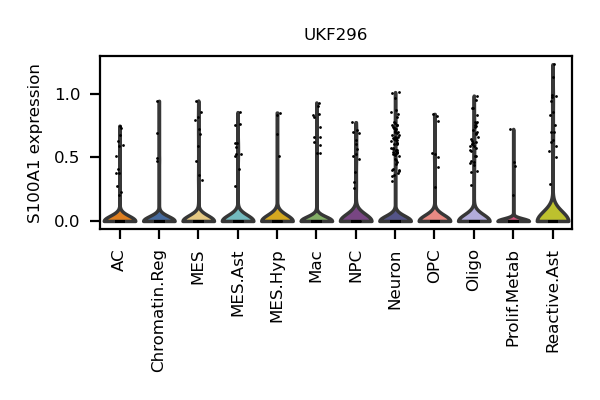 UKF296
S100A1 expression
1.0
0.5
0.0
AC
Chromatin.Reg
MES
MES.Ast
MES.Hyp
Mac
NPC
Neuron
OPC
Oligo
Prolif.Metab
Reactive.Ast